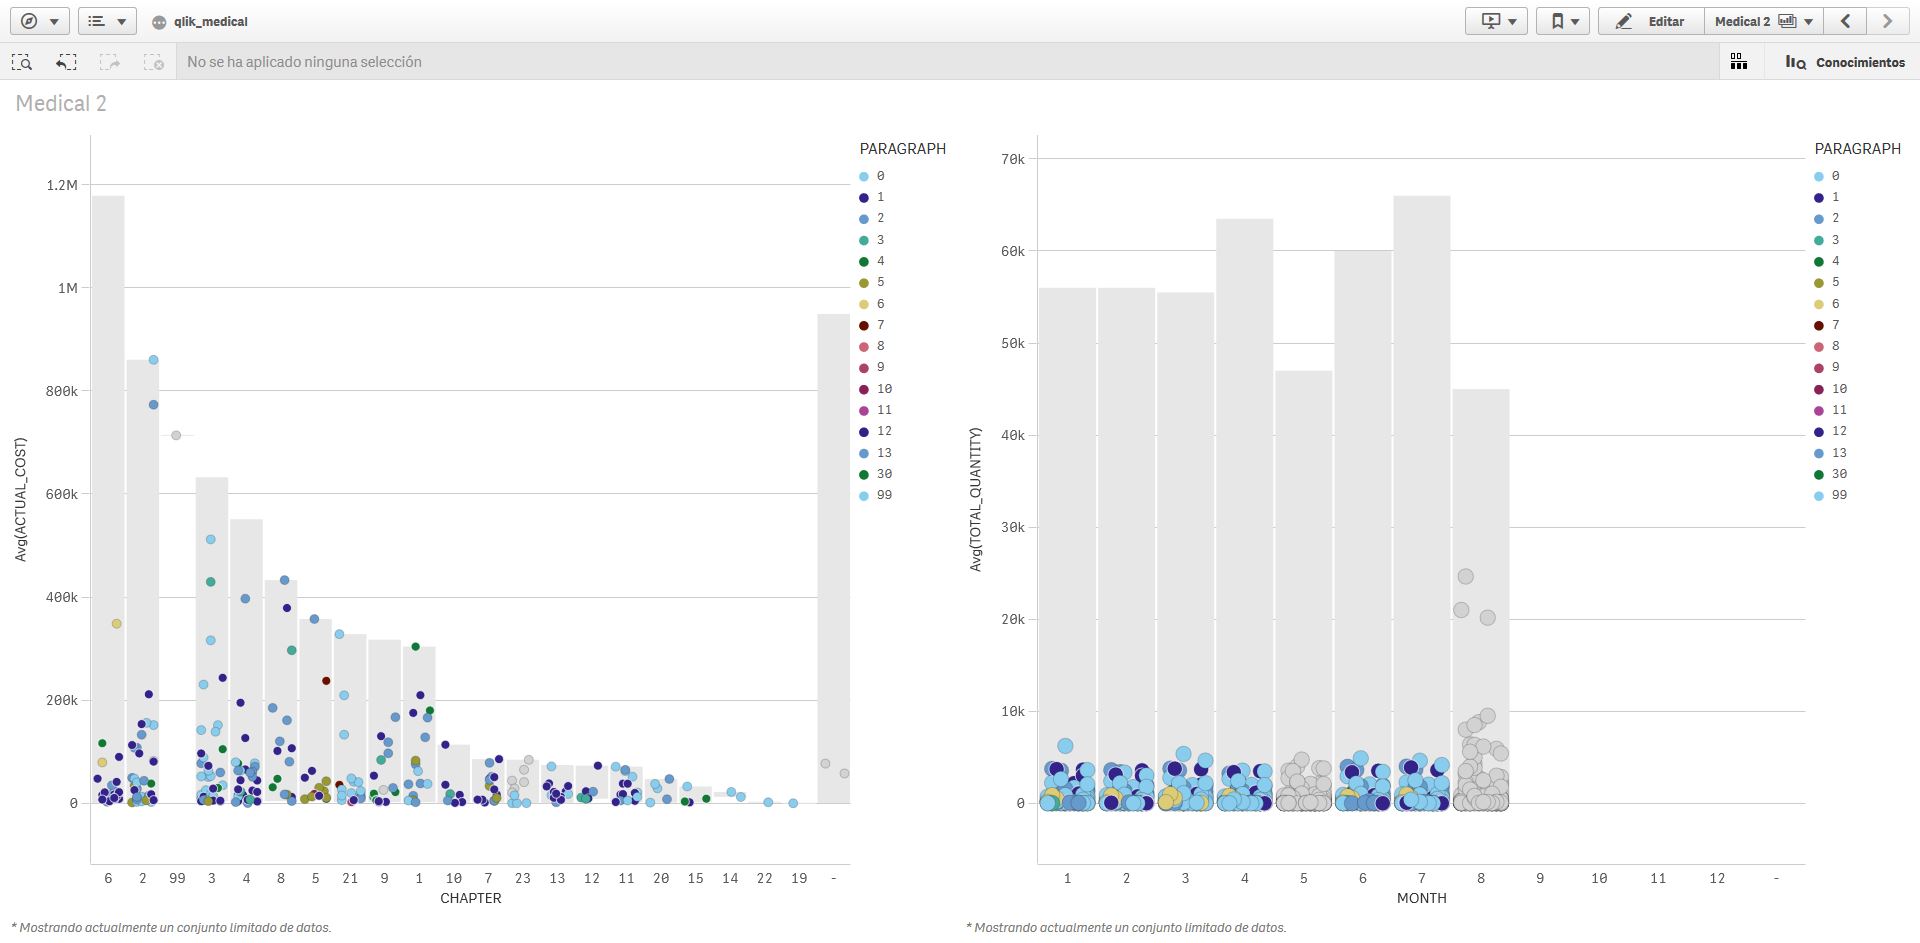 qlik_medical
Editar
Medical 2
No se ha aplicado ninguna selección
Conocimientos
Medical 2
Avg(ACTUAL_COST)
1.2M
1M
800k
600k
400k
200k
0
6 2 99 3 4 8 5 21 9 1 10 7 23 13 12 11 20 15 14 22 19 -
CHAPTER
PARAGRAPH
0
1
2
3
4
5
6
7
8
9
10
11
12
13
30
99
* Mostrando actualmente un conjunto limitado de datos.
Avg(TOTAL_QUANTITY)
70k
60k
50k
40k
30k
20k
10k
0
1 2 3 4 5 6 7 8 9 10 11 12 -
MONTH
PARAGRAPH
0
1
2
3
4
5
6
7
8
9
10
11
12
13
30
99
* Mostrando actualmente un conjunto limitado de datos.